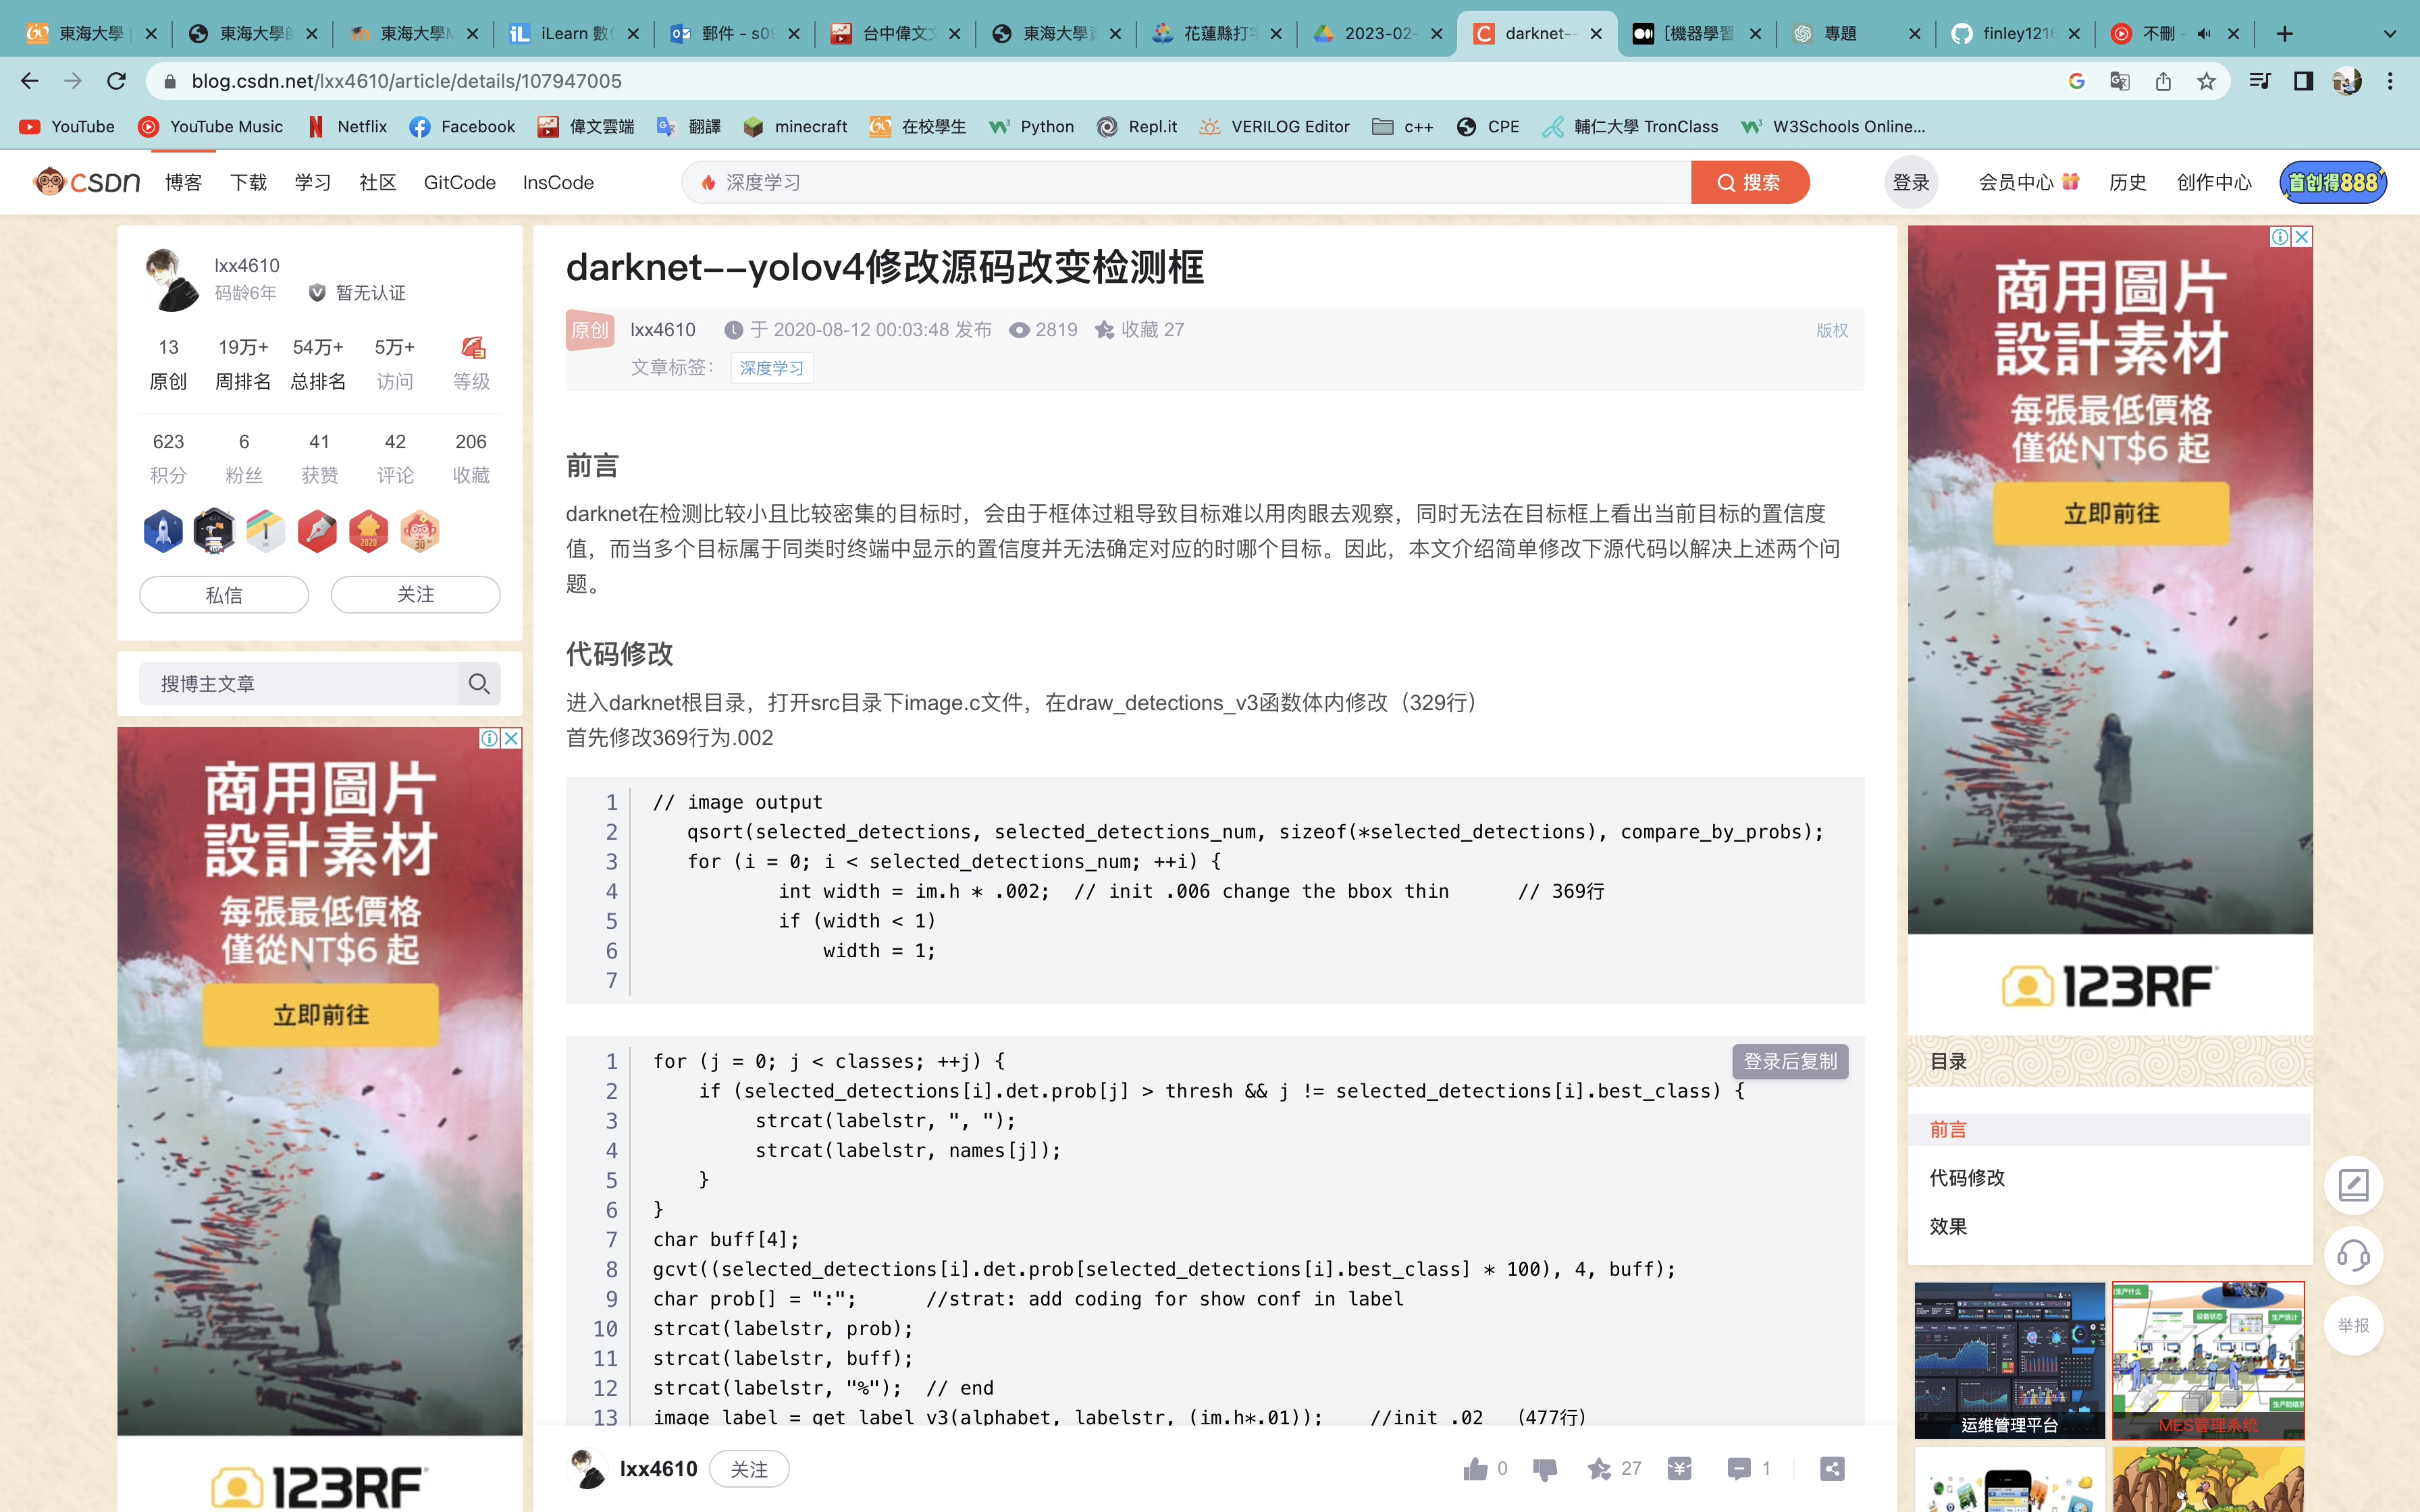 東海大學
東海大學
東海大學
iLearn 數
郵件 - s09
台中偉文文
東海大學
花蓮縣打
2023-02-
darknet--
[機器學習
專題
finley1216
不刪 -
blog.csdn.net/lxx4610/article/details/107947005
YouTube
YouTube Music
Netflix
Facebook
偉文雲端
翻譯
minecraft
在校學生
Python
Repl.it
VERILOG Editor
c++
CPE
輔仁大學 TronClass
W3Schools Online...
CSDN
博客
下载
学习
社区
GitCode
InsCode
深度学习
搜索
登录
会员中心
历史
创作中心
首创得888
lxx4610
码龄6年
暂无认证
13
19万+
54万+
5万+
原创
周排名
总排名
访问
等级
623
6
41
42
206
积分
粉丝
获赞
评论
收藏
1
2020
30
私信
关注
搜博主文章
商用圖片
設計素材
每張最低價格
僅從NT$6 起
立即前往
123RF
darknet--yolov4修改源码改变检测框
原创
lxx4610
于 2020-08-12 00:03:48 发布
2819
收藏 27
版权
文章标签：
深度学习
前言
darknet在检测比较小且比较密集的目标时，会由于框体过粗导致目标难以用肉眼去观察，同时无法在目标框上看出当前目标的置信度
值，而当多个目标属于同类时终端中显示的置信度并无法确定对应的时哪个目标。因此，本文介绍简单修改下源代码以解决上述两个问
题。
代码修改
进入darknet根目录，打开src目录下image.c文件，在draw_detections_v3函数体内修改（329行）
首先修改369行为.002
1 // image output
2 qsort(selected_detections, selected_detections_num, sizeof(*selected_detections), compare_by_probs);
3 for (i = 0; i < selected_detections_num; ++i) {
4 int width = im.h * .002; // init .006 change the bbox thin // 369行
5 if (width < 1)
6 width = 1;
7
登录后复制
1 for (j = 0; j < classes; ++j) {
2 if (selected_detections[i].det.prob[j] > thresh && j != selected_detections[i].best_class) {
3 strcat(labelstr, ", ");
4 strcat(labelstr, names[j]);
5 }
6 }
7 char buff[4];
8 gcvt((selected_detections[i].det.prob[selected_detections[i].best_class] * 100), 4, buff);
9 char prob[] = ":"; //strat: add coding for show conf in label
10 strcat(labelstr, prob);
11 strcat(labelstr, buff);
12 strcat(labelstr, "%"); // end
13 image label = get_label_v3(alphabet, labelstr, (im.h*.01)); //init .02 （477行）
lxx4610
关注
0
27
1
商用圖片
設計素材
每張最低價格
僅從NT$6 起
立即前往
123RF
目录
前言
代码修改
效果
生产什么
设备状态
生产统计
生产防错
运维管理平台
MES管理系统
举报